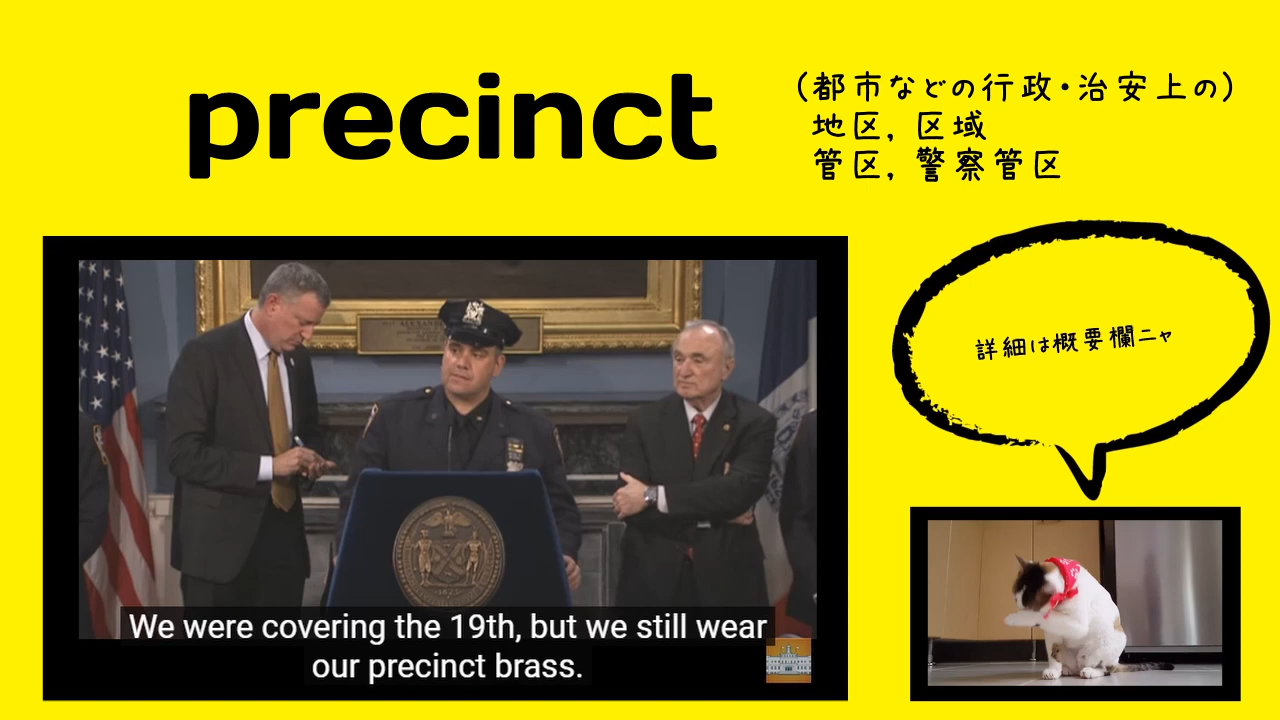 precinct
(都市などの行政・治安上の)
地区, 区域
管区, 警察管区
詳細は概要欄ニャ
ALEXANDE
We were covering the 19th, but we still wear
our precinct brass.